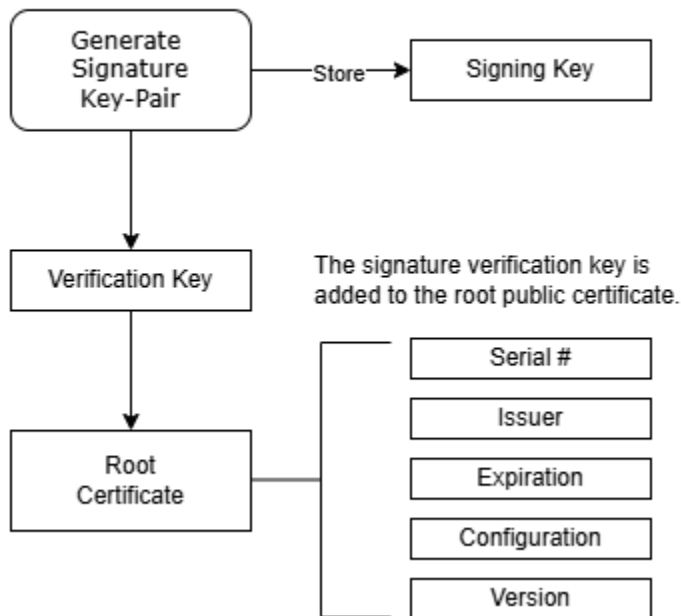 Generate
Signature
Key-Pair
Store
Signing Key
Verification Key
The signature verification key is
added to the root public certificate.
Root
Certificate
Serial #
Issuer
Expiration
Configuration
Version